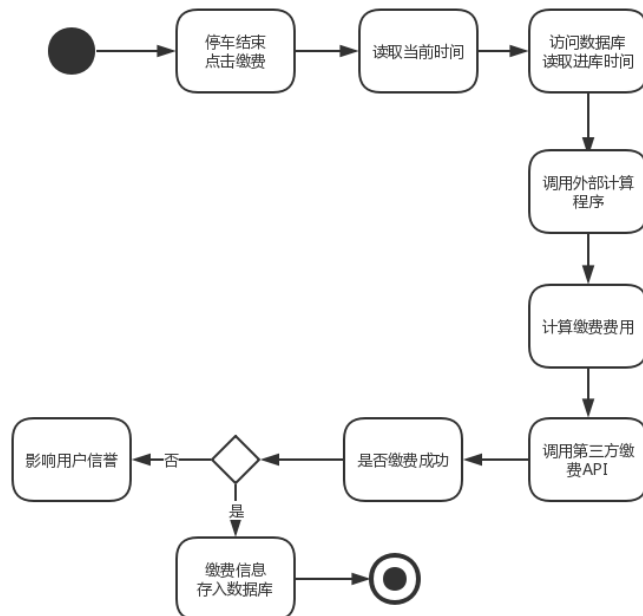 停车结束
点击缴费
读取当前时间
访问数据库
读取进库时间
调用外部计算
程序
计算缴费费用
调用第三方缴
费API
是否缴费成功
否
影响用户信誉
是
缴费信息
存入数据库